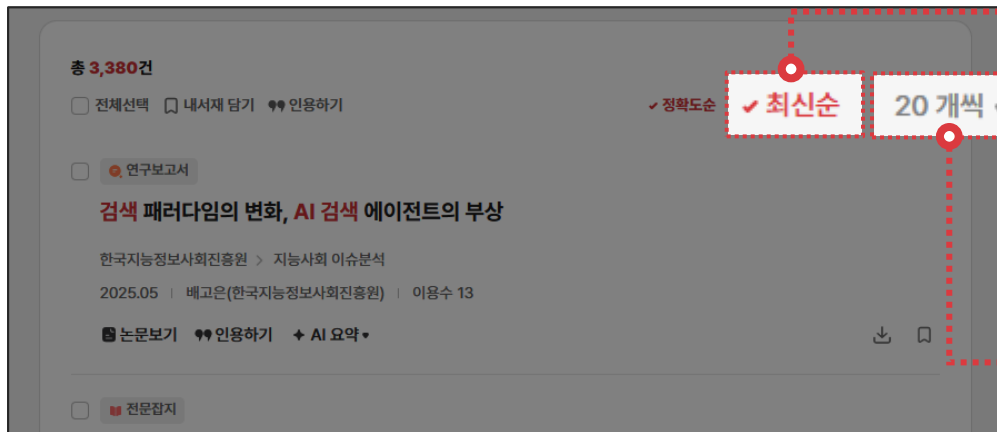 총 3,380건
전체선택 내서재 담기 인용하기 정확도순 최신순 20 개씩
연구보고서
검색 패러다임의 변화, AI 검색 에이전트의 부상
한국지능정보사회진흥원 > 지능사회 이슈분석
2025.05 | 배고은(한국지능정보사회진흥원) | 이용수 13
논문보기 인용하기 AI 요약
전문잡지